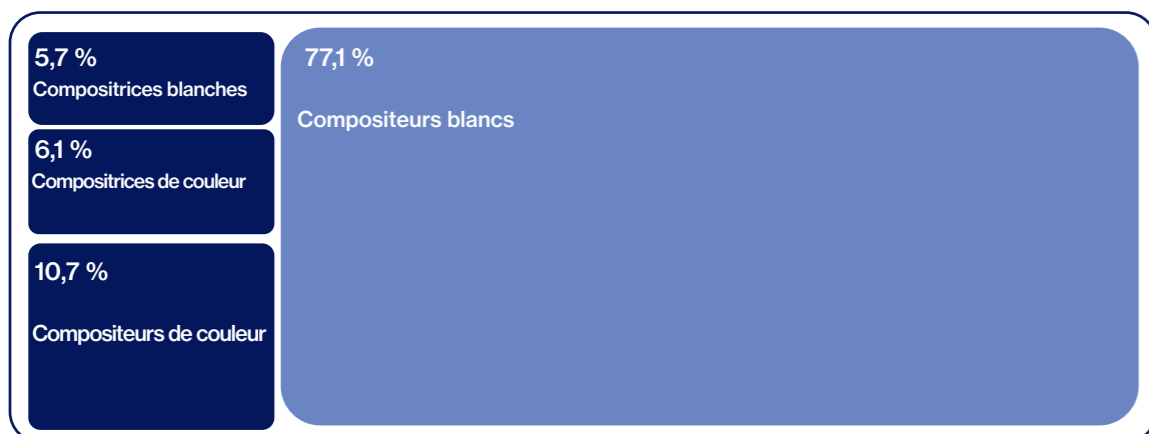 5,7 %
Compositrices blanches
6,1 %
Compositrices de couleur
10,7 %
Compositeurs de couleur
77,1 %
Compositeurs blancs